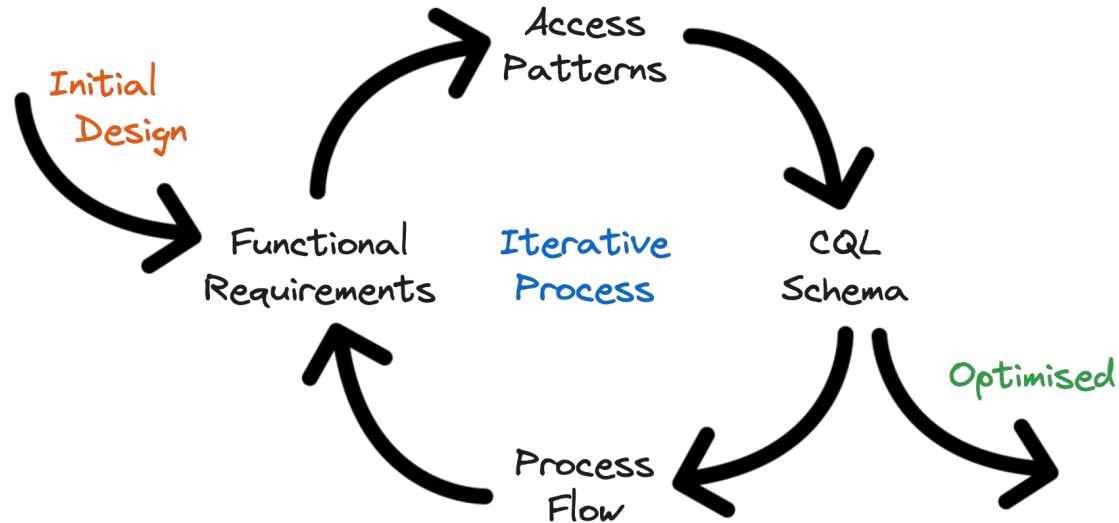 Access
Patterns
Initial
Design
Functional
Requirements
Iterative
Process
CQL
Schema
Optimised
Process
Flow